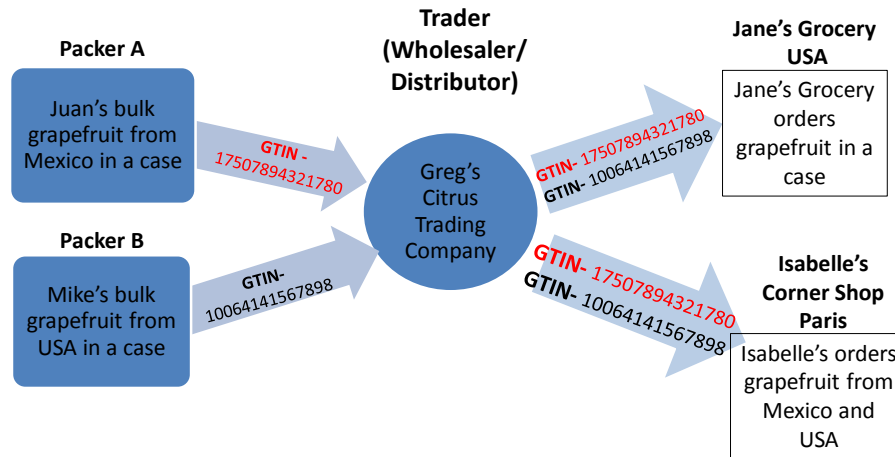 Packer A
Juan's bulk
grapefruit from
Mexico in a case
GTIN -
17507894321780
Packer B
Mike's bulk
grapefruit from
USA in a case
GTIN-
10064141567898
Trader
(Wholesaler/
Distributor)
Greg's
Citrus
Trading
Company
GTIN- 17507894321780
GTIN- 10064141567898
Jane's Grocery
USA
Jane's Grocery
orders
grapefruit in a
case
GTIN- 17507894321780
GTIN- 10064141567898
Isabelle's
Corner Shop
Paris
Isabelle's orders
grapefruit from
Mexico and
USA